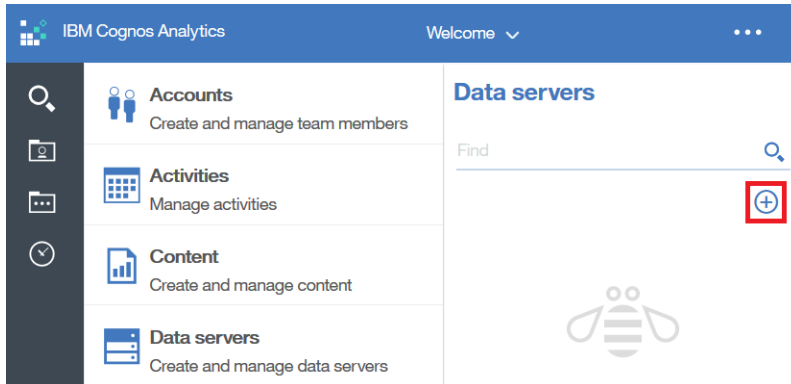 IBM Cognos Analytics
Welcome
Accounts
Create and manage team members
Activities
Manage activities
Content
Create and manage content
Data servers
Create and manage data servers
Data servers
Find